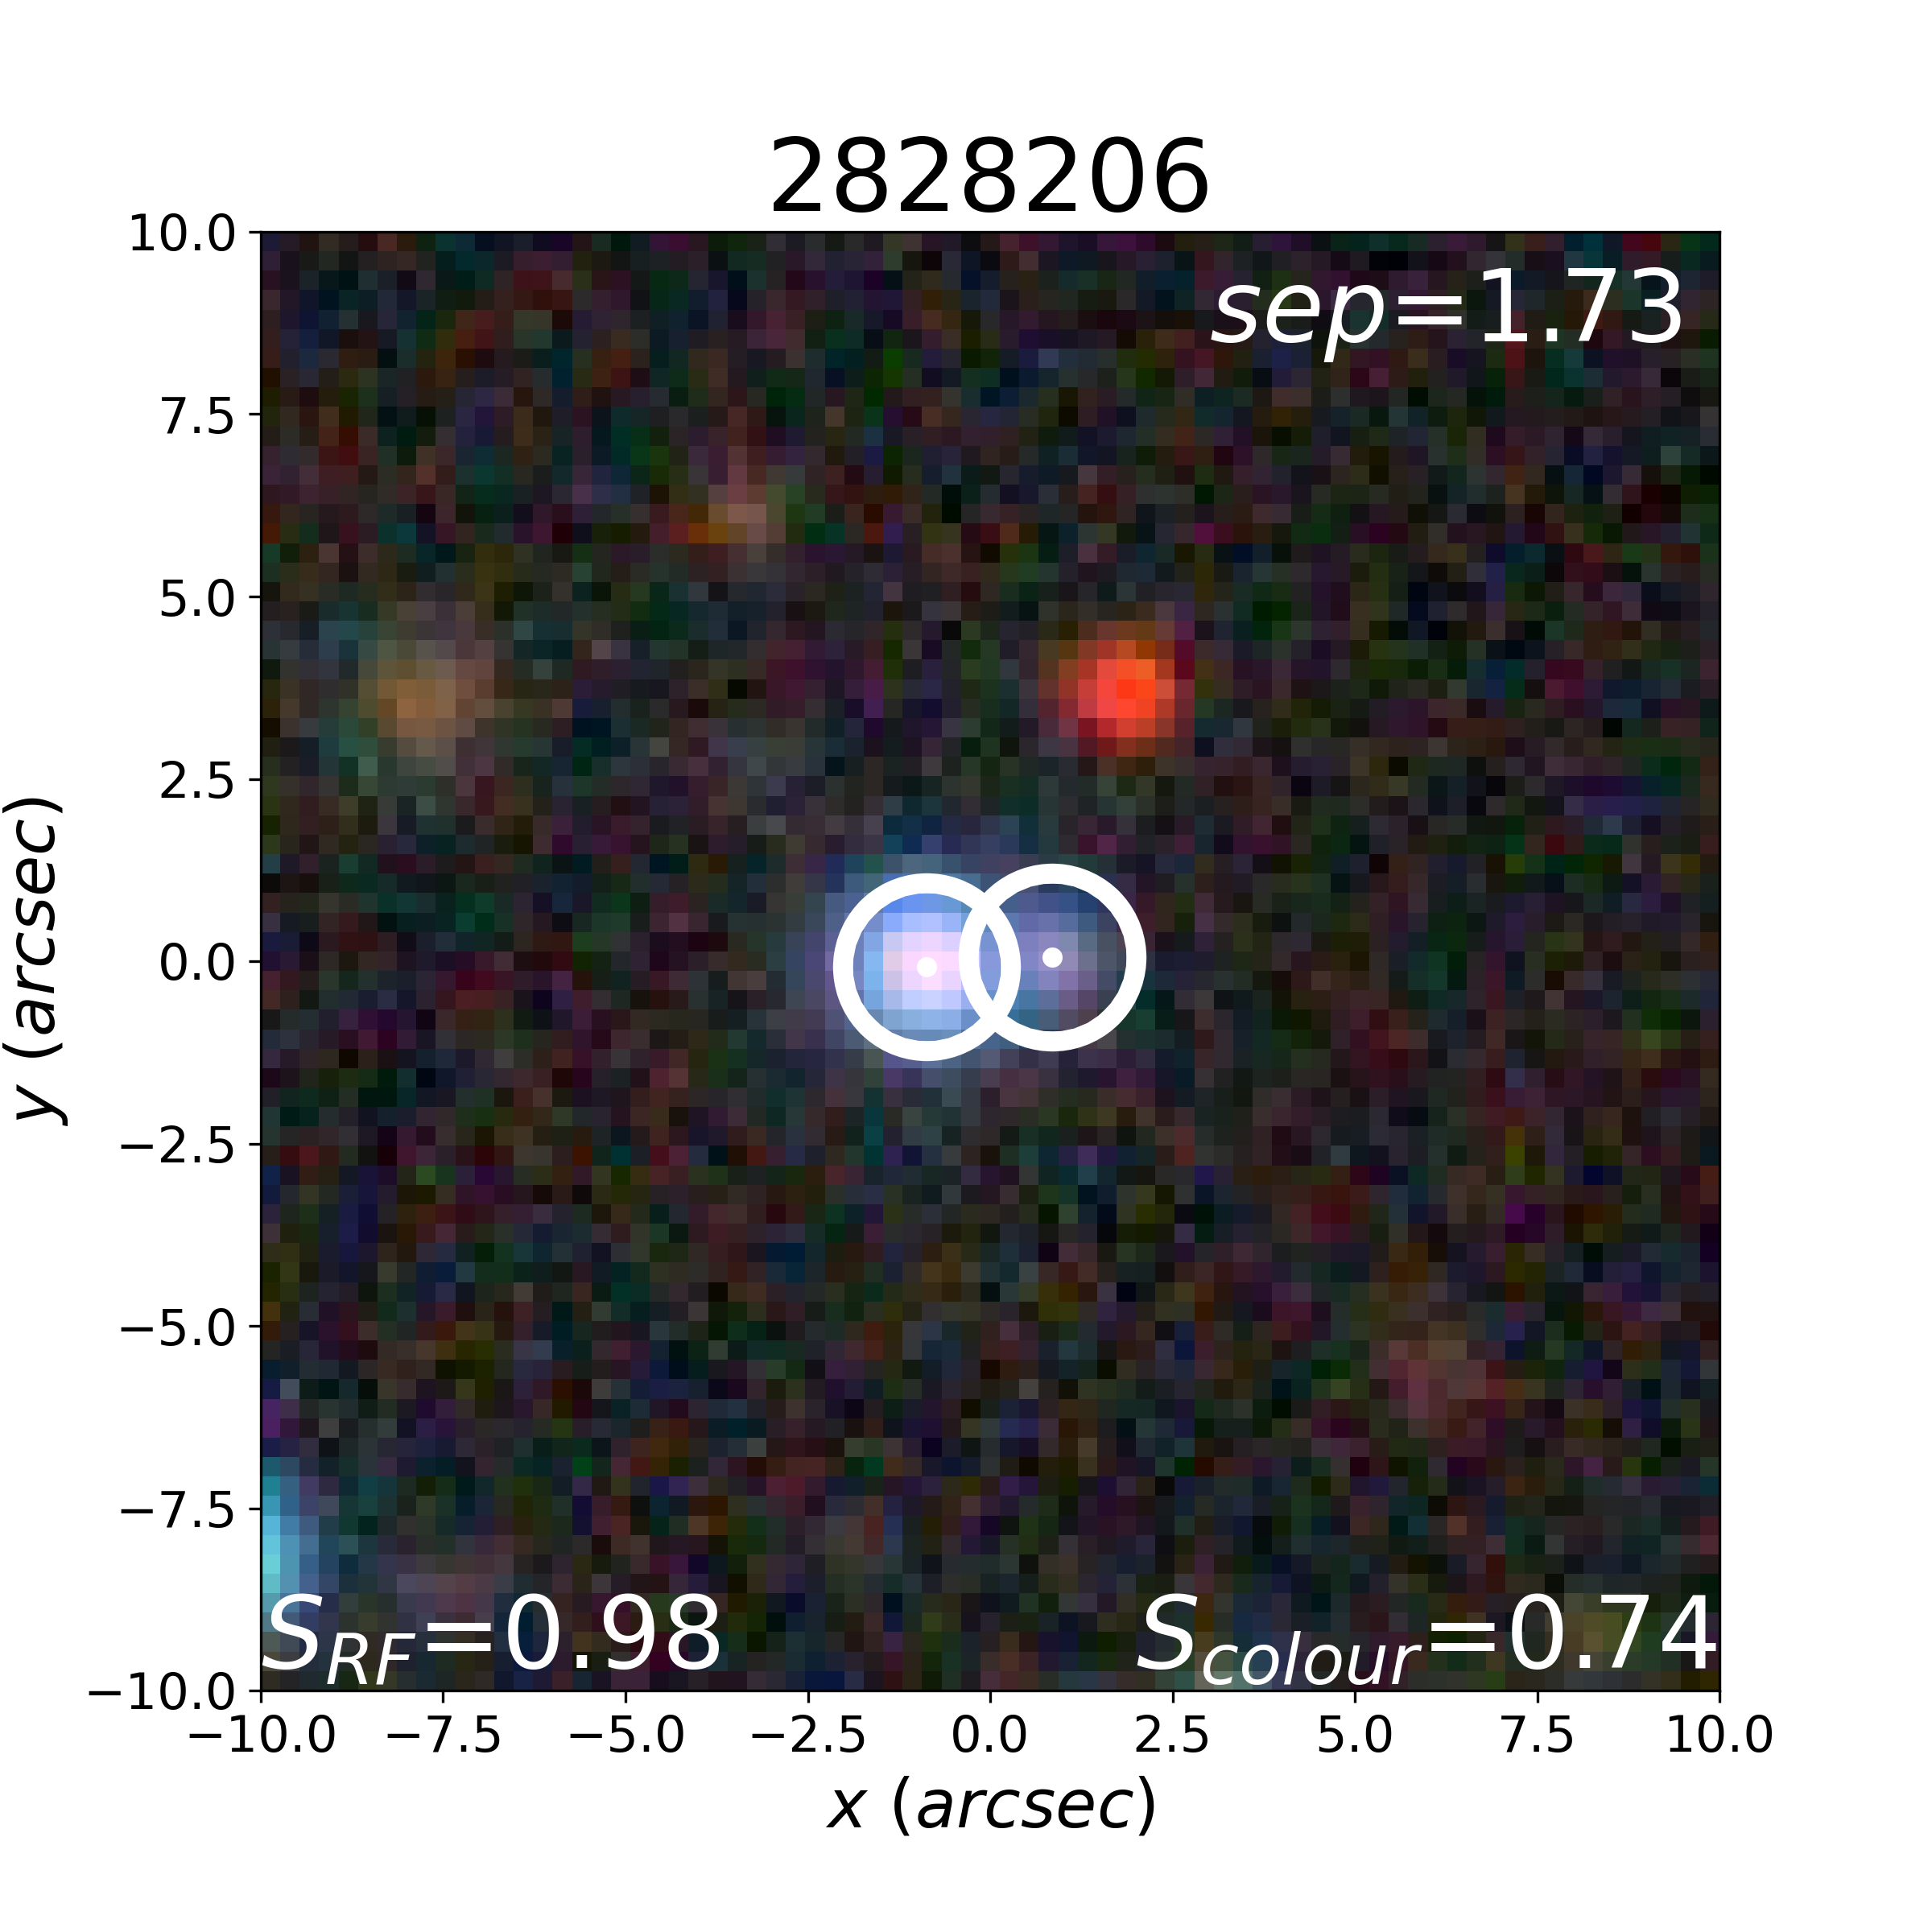 2828206
sep=1.73
10.0
7.5
5.0
2.5
0.0
−2.5
−5.0
−7.5
−10.0
y (arcsec)
S_RF=0.98
S_colour=0.74
−10.0 −7.5 −5.0 −2.5 0.0 2.5 5.0 7.5 10.0
x (arcsec)